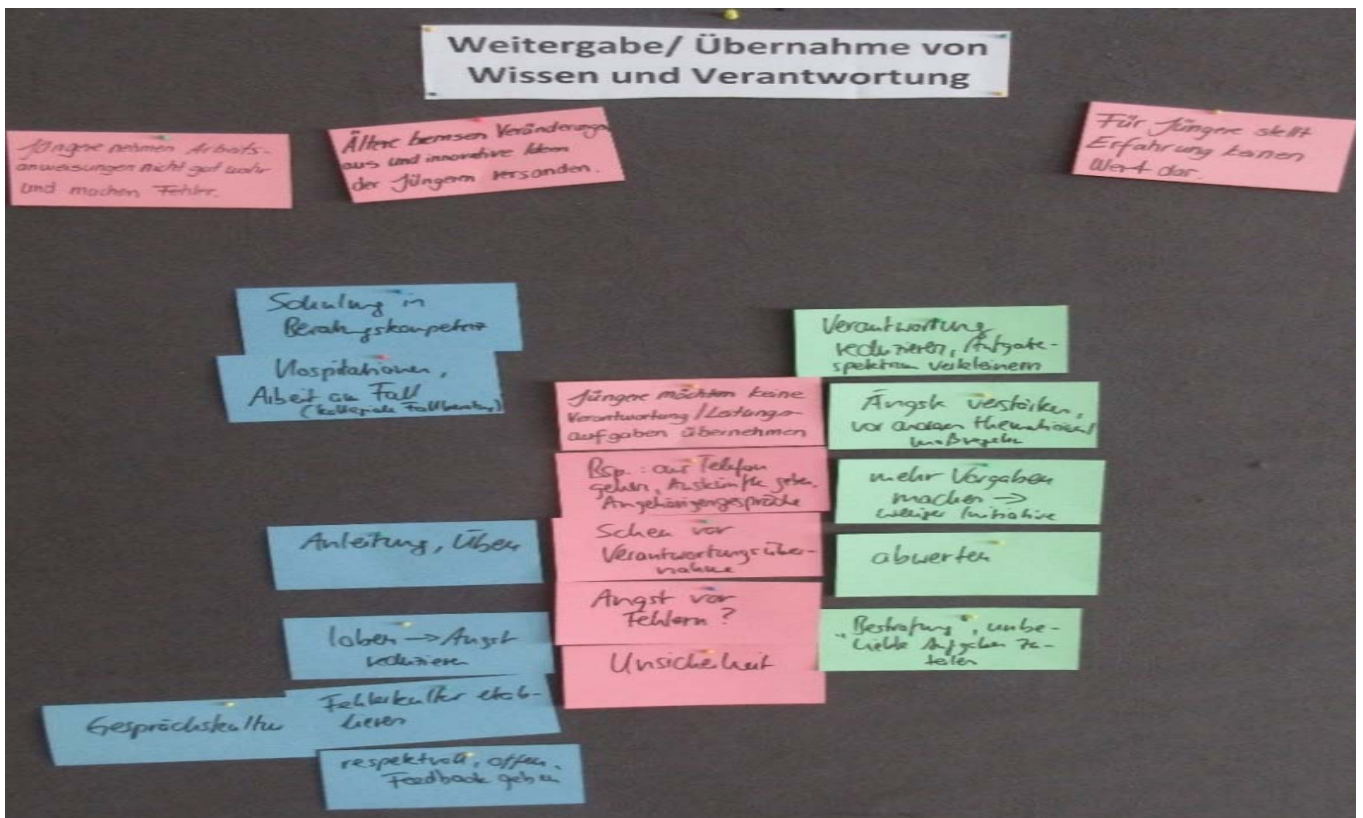 Weitergabe/ Übernahme von
Wissen und Verantwortung
Jüngere nehmen Arbeits-
anweisungen nicht gut wahr
und machen Fehler.
Ältere bremsen Veränderungen
aus und innovative Ideen
der Jüngeren versanden.
Für Jüngere stellt
Erfahrung keinen
Wert dar.
Schulung in
Beratungskompetenz
Hospitationen,
Arbeit am Fall
(kollegiale Fallberatung)
Anleitung, Üben
loben → Angst
reduzieren
Gesprächskultur
Fehlerkultur etab-
lieren
respektvoll, offen,
Feedback geben
Jüngere möchten keine
Verantwortung/Leitungs-
aufgaben übernehmen
Bsp.: ans Telefon
gehen, Auskünfte geben,
Angehörigengespräche
Scheu vor
Verantwortungsüber-
nahme
Angst vor
Fehlern?
Unsicherheit
Verantwortung
reduzieren, Aufgabe-
spektrum verkleinern
Ängste verstärken,
vor anderen thematisieren/
maßregeln
mehr Vorgaben
machen →
weniger Initiative
abwerten
"Bestrafung", unbe-
liebte Aufgaben zu-
teilen